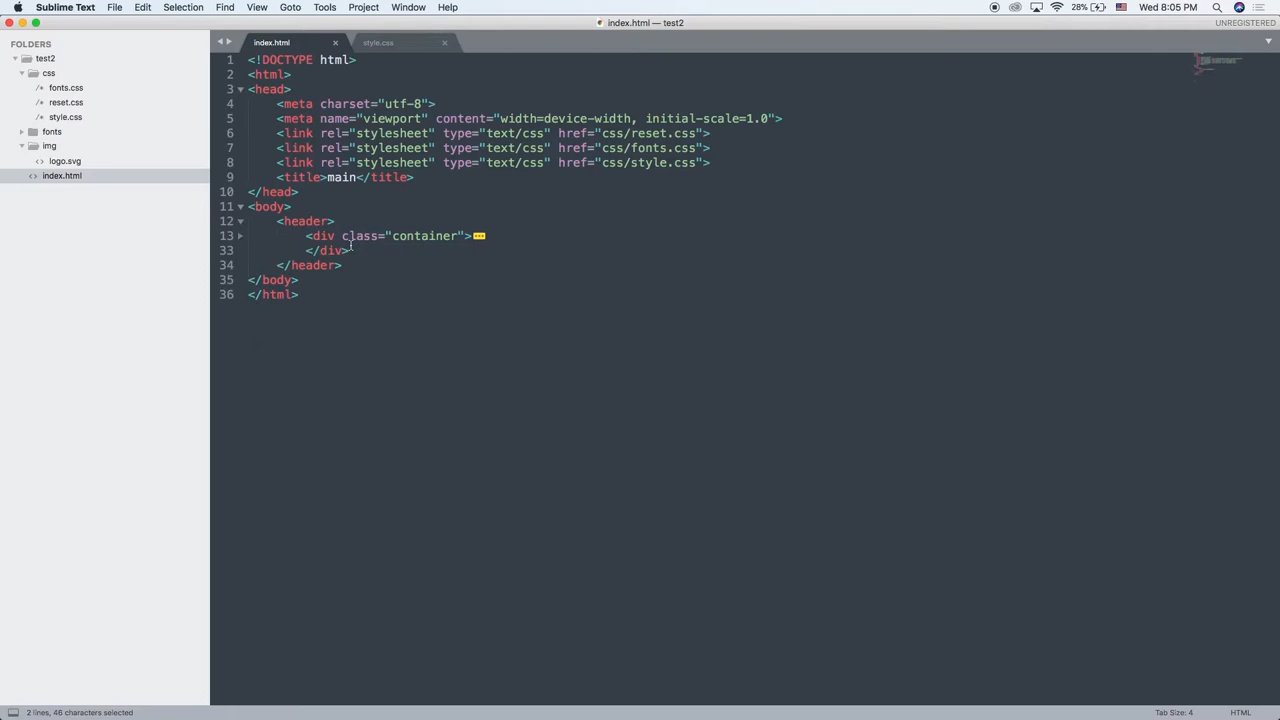 Sublime Text File Edit Selection Find View Goto Tools Project Window Help 28% Wed 8:05 PM
index.html — test2 UNREGISTERED
FOLDERS
test2
css
fonts.css
reset.css
style.css
fonts
img
logo.svg
index.html
index.html style.css
1 <!DOCTYPE html>
2 <html>
3 <head>
4 <meta charset="utf-8">
5 <meta name="viewport" content="width=device-width, initial-scale=1.0">
6 <link rel="stylesheet" type="text/css" href="css/reset.css">
7 <link rel="stylesheet" type="text/css" href="css/fonts.css">
8 <link rel="stylesheet" type="text/css" href="css/style.css">
9 <title>main</title>
10 </head>
11 <body>
12 <header>
13 <div class="container">
33 </div>
34 </header>
35 </body>
36 </html>
2 lines, 46 characters selected Tab Size: 4 HTML